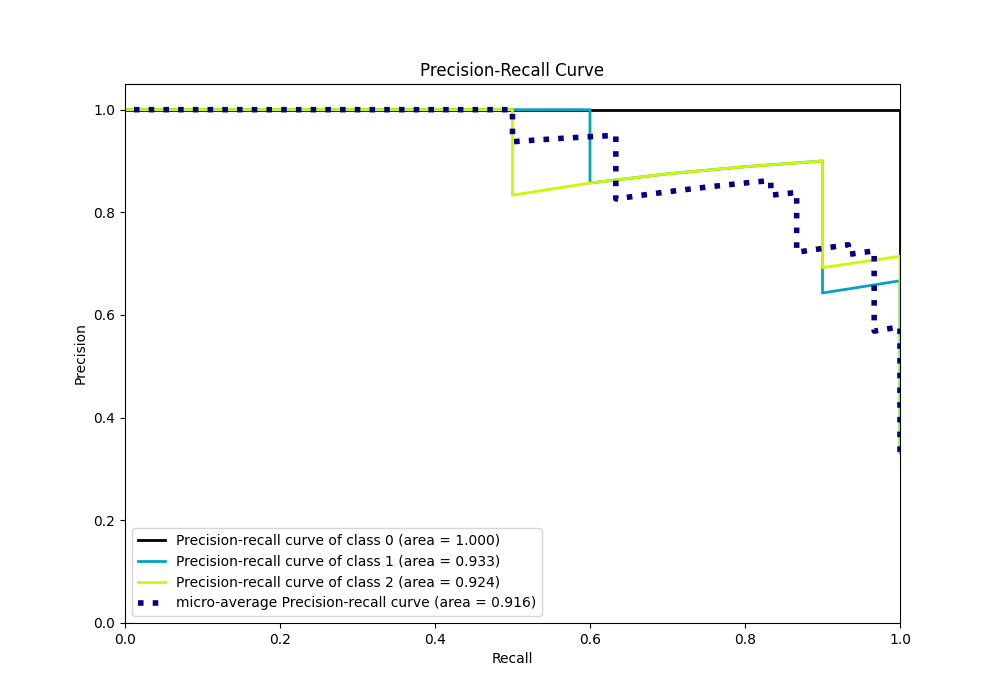 Precision-Recall Curve
1.0
0.8
0.6
0.4
0.2
0.0
Precision
Precision-recall curve of class 0 (area = 1.000)
Precision-recall curve of class 1 (area = 0.933)
Precision-recall curve of class 2 (area = 0.924)
micro-average Precision-recall curve (area = 0.916)
0.0 0.2 0.4 0.6 0.8 1.0
Recall